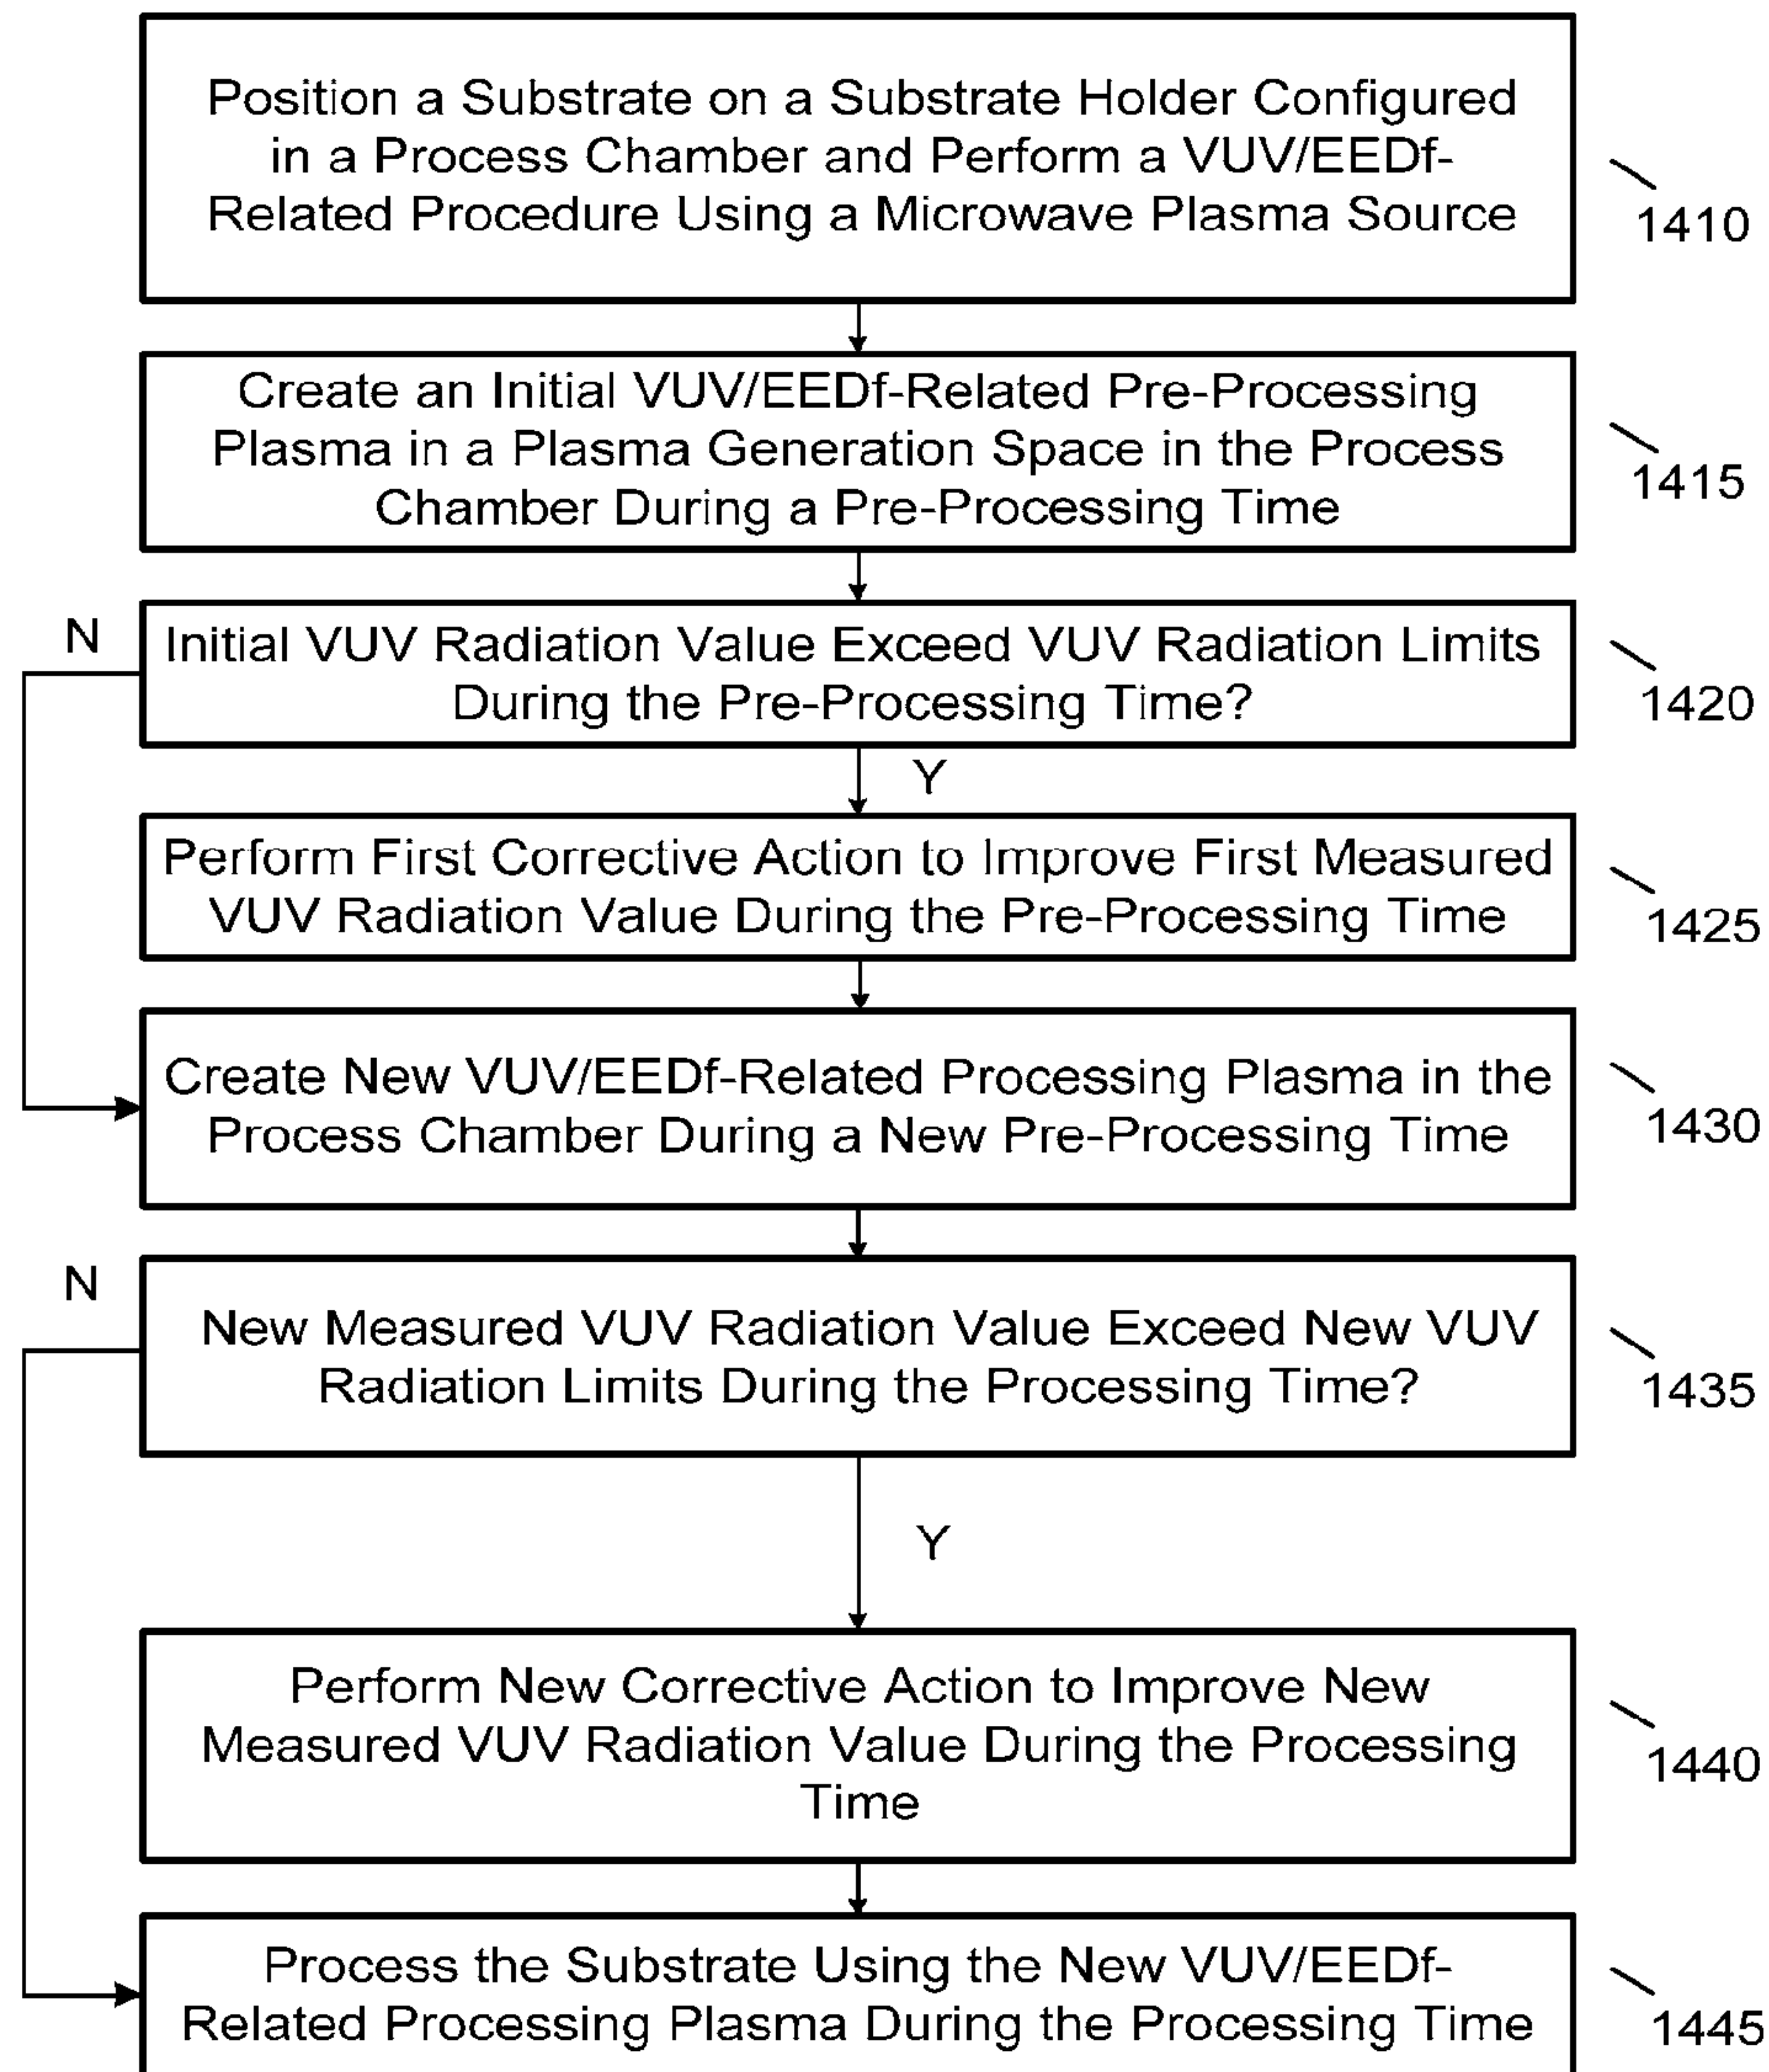 Position a Substrate on a Substrate Holder Configured
in a Process Chamber and Perform a VUV/EEDf-
Related Procedure Using a Microwave Plasma Source
1410
Create an Initial VUV/EEDf-Related Pre-Processing
Plasma in a Plasma Generation Space in the Process
Chamber During a Pre-Processing Time
1415
N
Initial VUV Radiation Value Exceed VUV Radiation Limits
During the Pre-Processing Time?
1420
Y
Perform First Corrective Action to Improve First Measured
VUV Radiation Value During the Pre-Processing Time
1425
Create New VUV/EEDf-Related Processing Plasma in the
Process Chamber During a New Pre-Processing Time
1430
N
New Measured VUV Radiation Value Exceed New VUV
Radiation Limits During the Processing Time?
1435
Y
Perform New Corrective Action to Improve New
Measured VUV Radiation Value During the Processing
Time
1440
Process the Substrate Using the New VUV/EEDf-
Related Processing Plasma During the Processing Time
1445